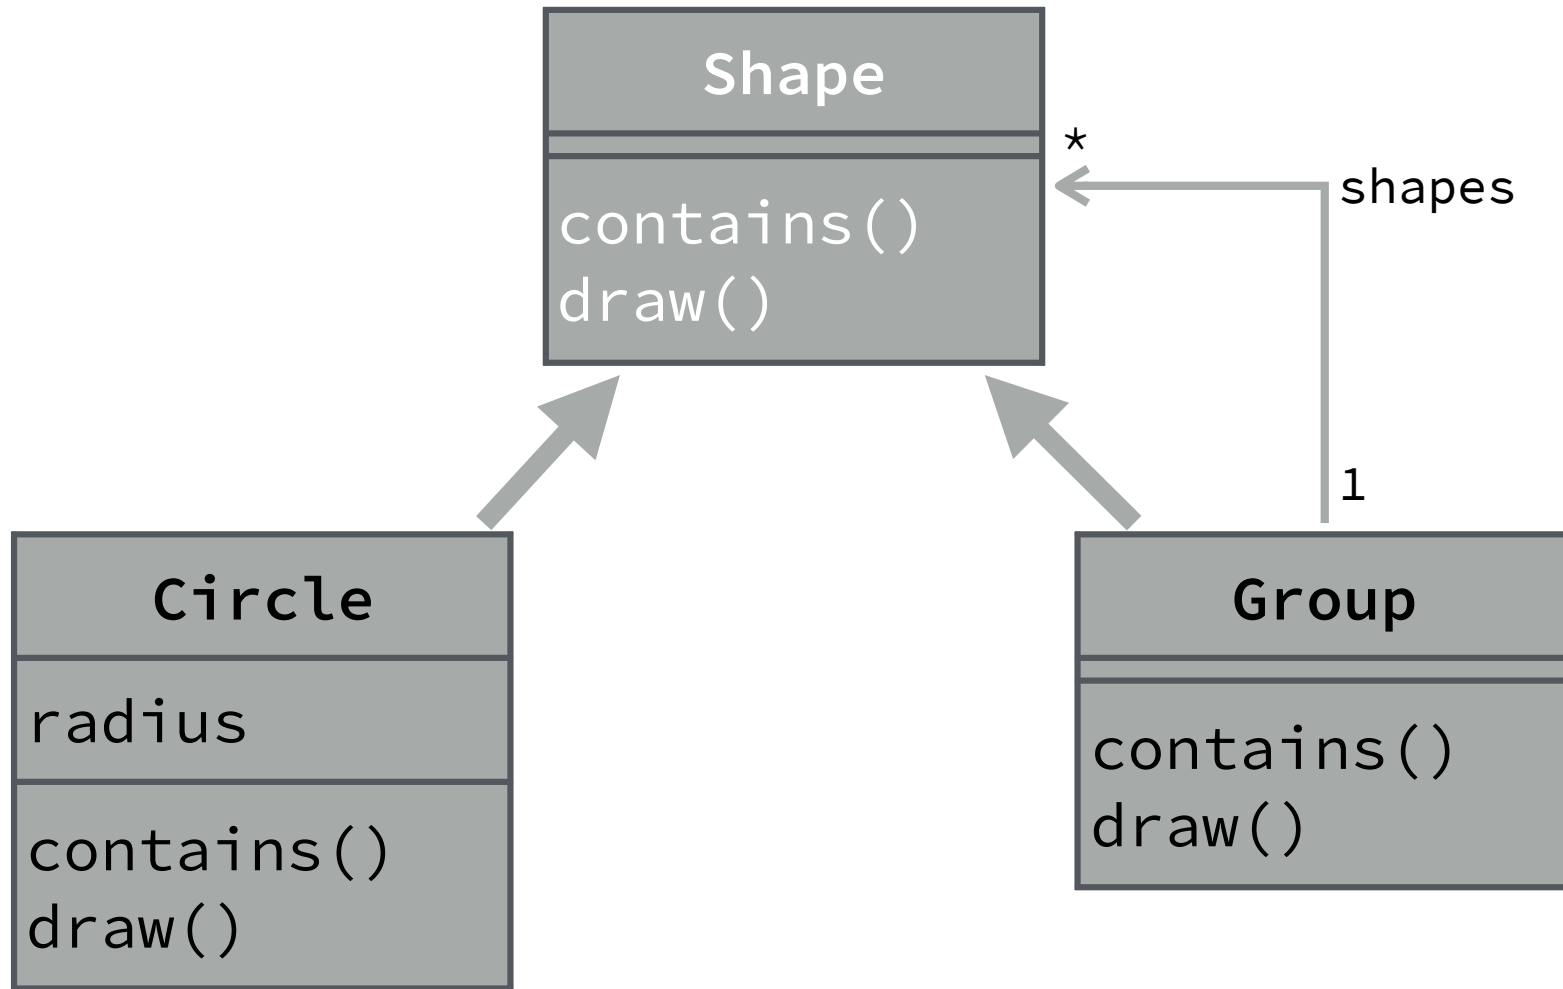 Shape
contains()
draw()
*
shapes
1
Circle
radius
contains()
draw()
Group
contains()
draw()